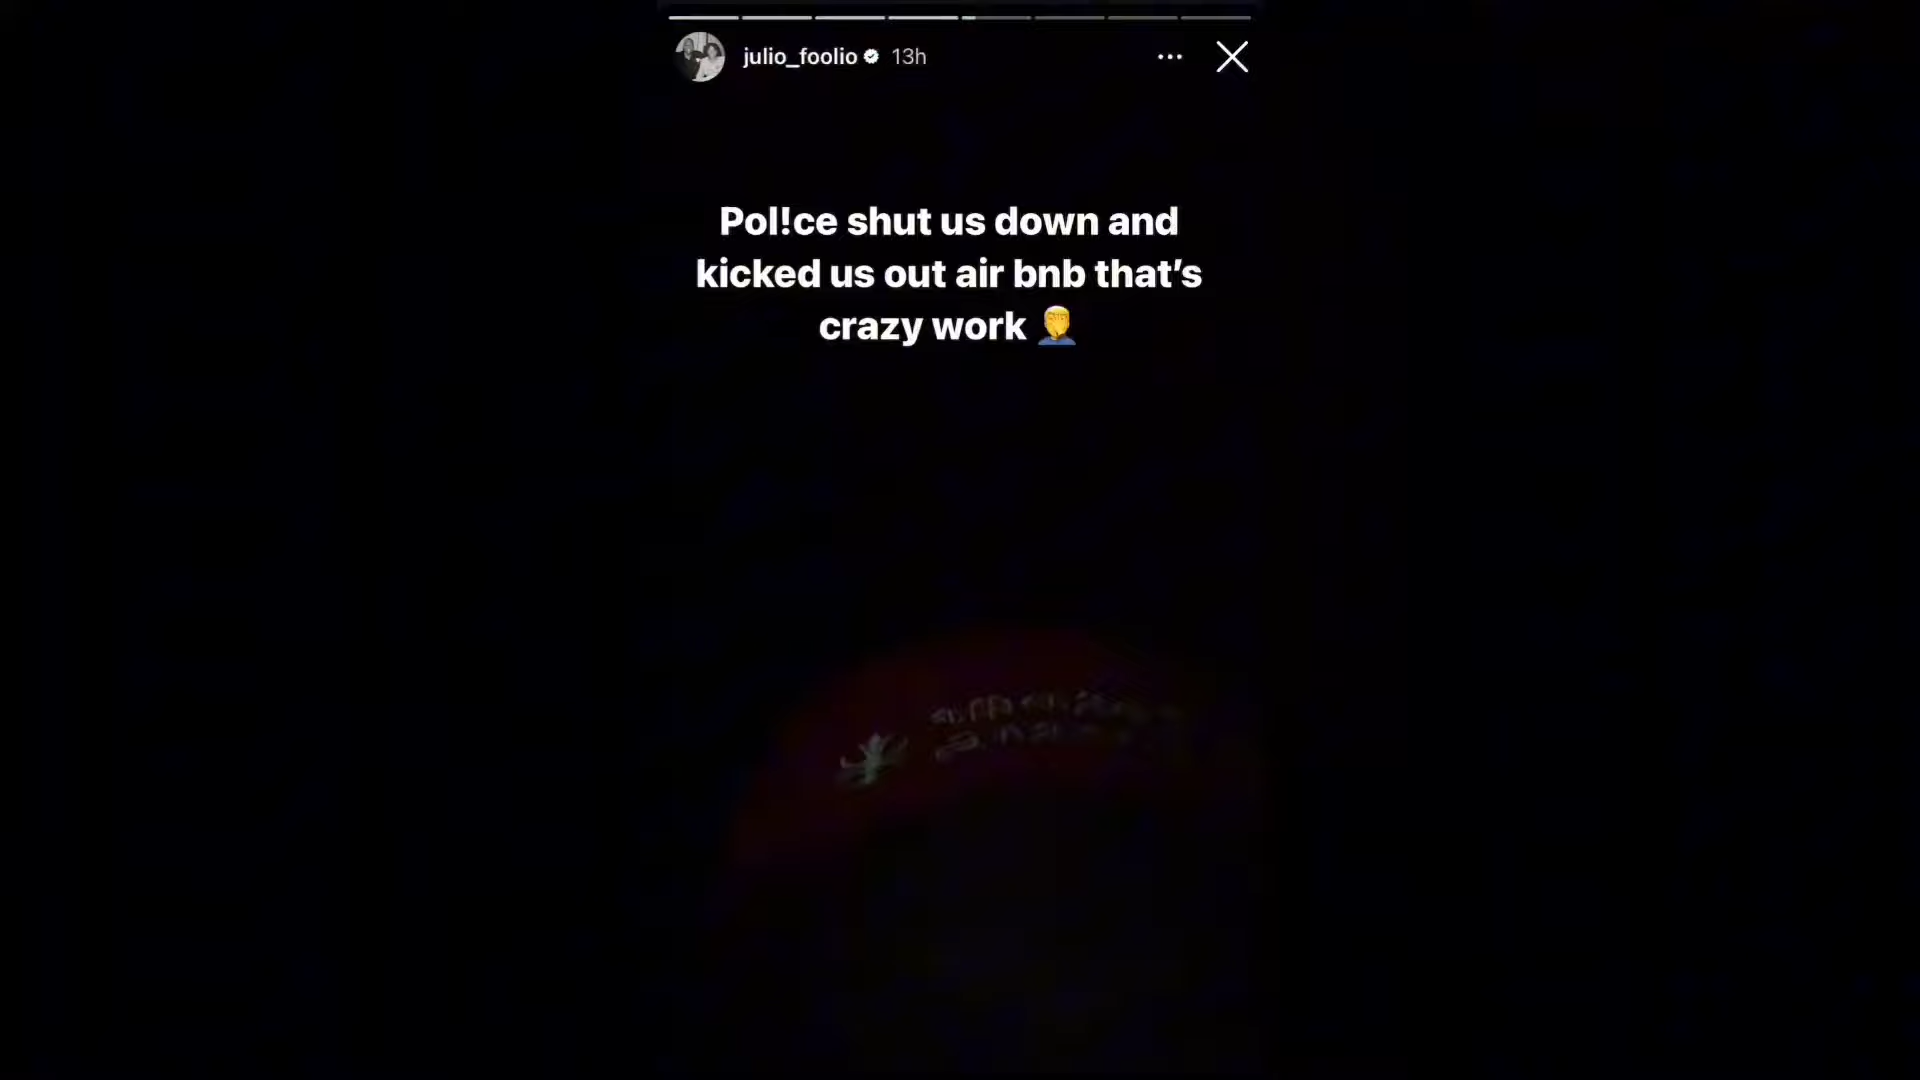 julio_foolio 13h
Pol!ce shut us down and
kicked us out air bnb that’s
crazy work 🤦‍♂️